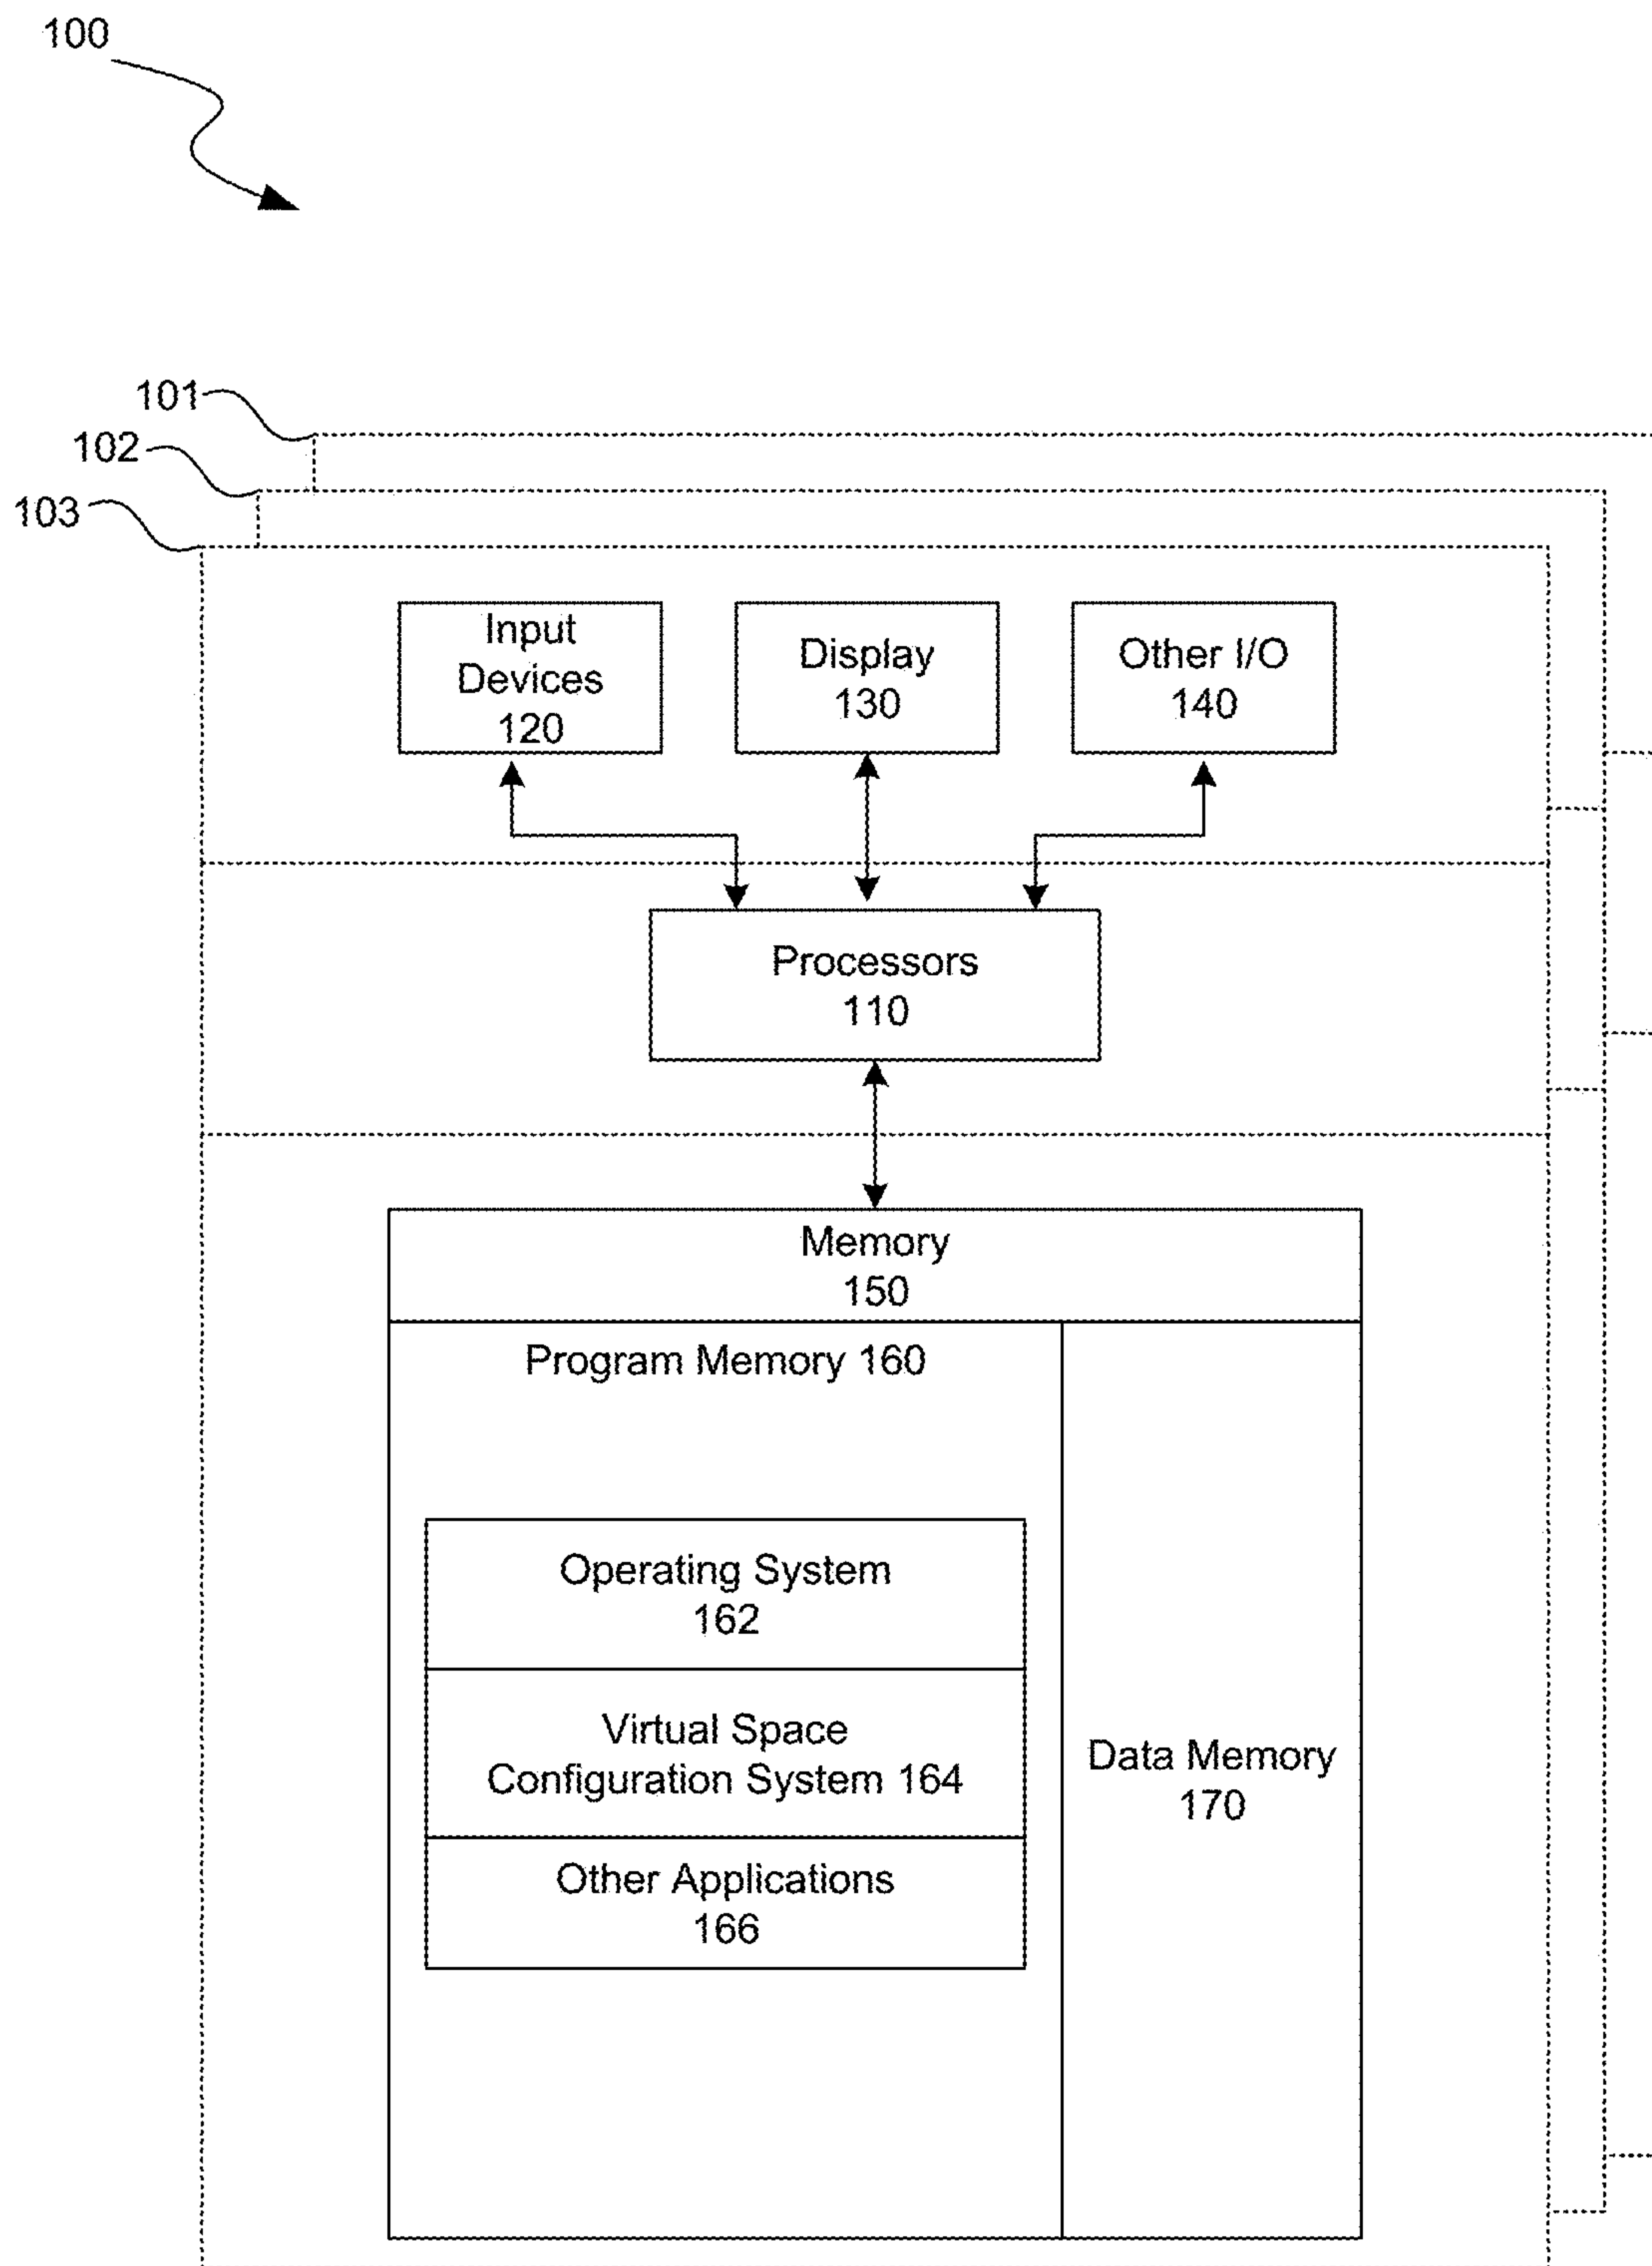 100
101
102
103
Input
Devices
120
Display
130
Other I/O
140
Processors
110
Memory
150
Program Memory 160
Operating System
162
Virtual Space
Configuration System 164
Other Applications
166
Data Memory
170